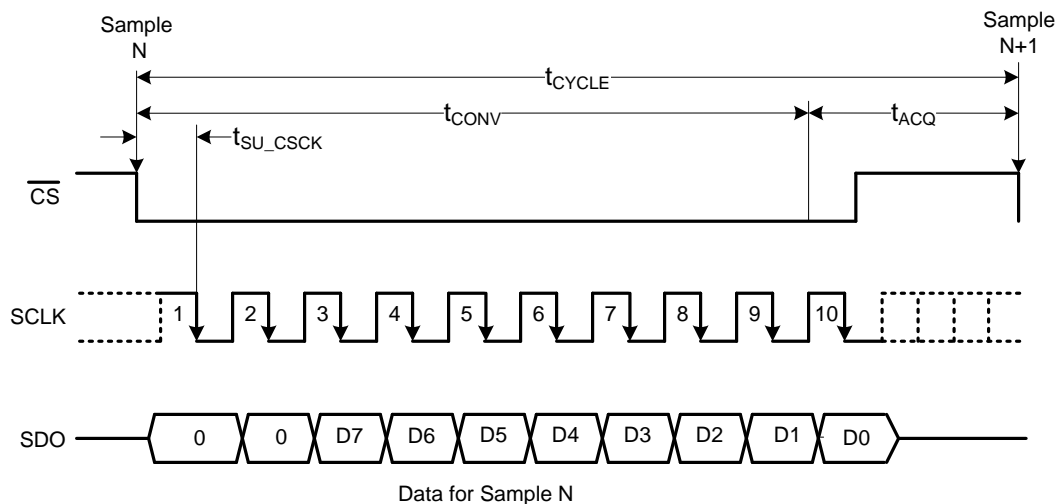 Sample
N
Sample
N+1
tCYCLE
tCONV
tACQ
tSU_CSCK
CS
SCLK
1 2 3 4 5 6 7 8 9 10
SDO
0 0 D7 D6 D5 D4 D3 D2 D1 D0
Data for Sample N